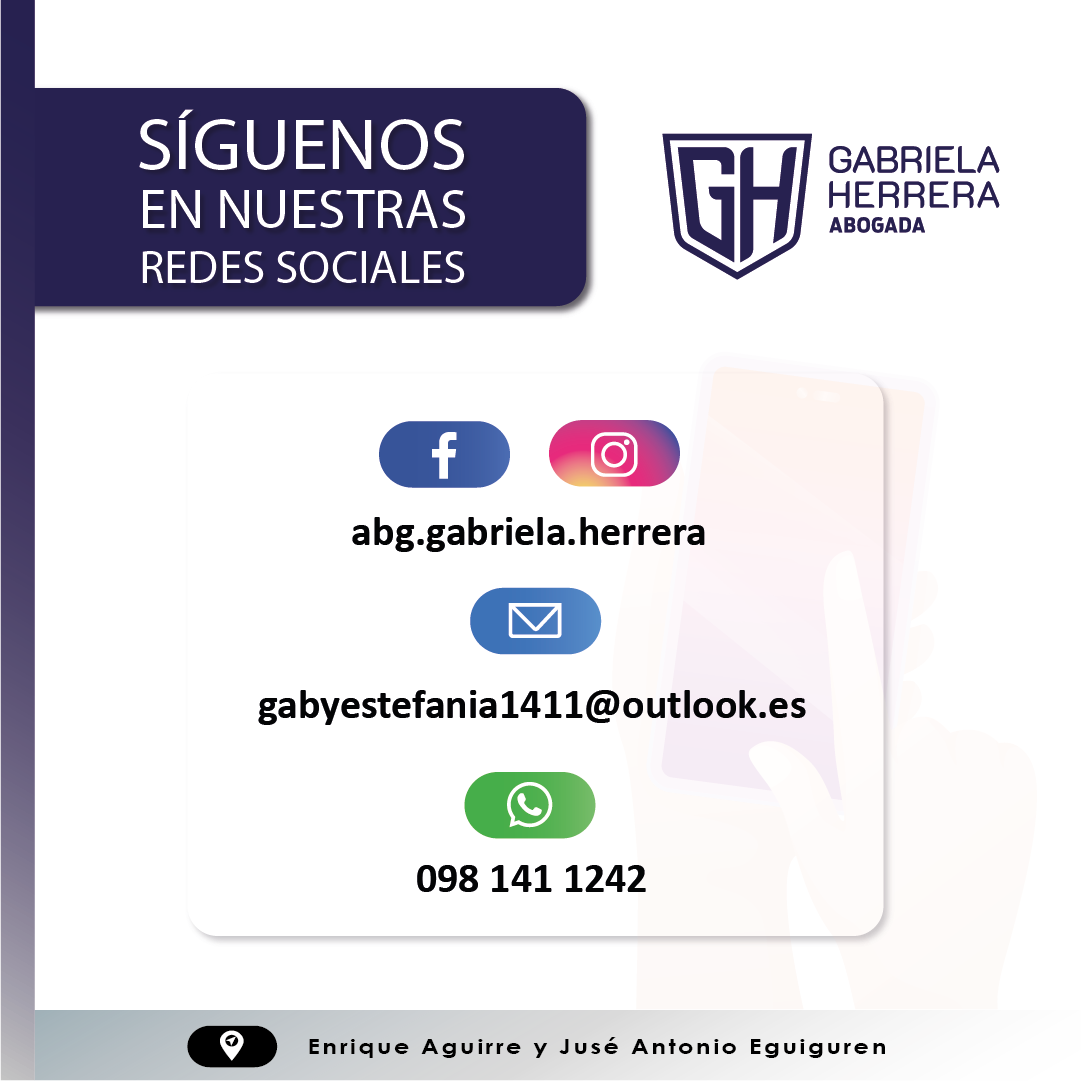 SÍGUENOS
EN NUESTRAS
REDES SOCIALES
GH
GABRIELA
HERRERA
ABOGADA
abg.gabriela.herrera
gabyestefania1411@outlook.es
098 141 1242
Enrique Aguirre y Jusé Antonio Eguiguren